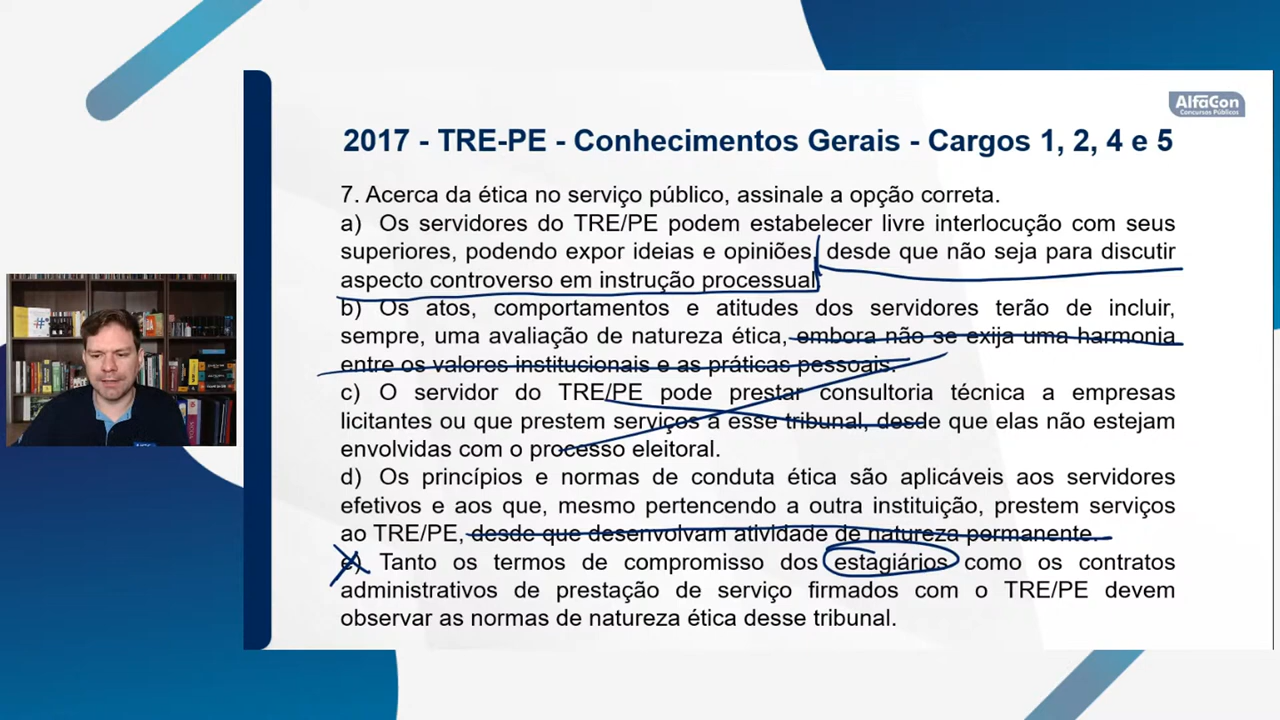 AlfaCon
Concursos Públicos
2017 - TRE-PE - Conhecimentos Gerais - Cargos 1, 2, 4 e 5
7. Acerca da ética no serviço público, assinale a opção correta.
a) Os servidores do TRE/PE podem estabelecer livre interlocução com seus
superiores, podendo expor ideias e opiniões, desde que não seja para discutir
aspecto controverso em instrução processual.
b) Os atos, comportamentos e atitudes dos servidores terão de incluir,
sempre, uma avaliação de natureza ética, embora não se exija uma harmonia
entre os valores institucionais e as práticas pessoais.
c) O servidor do TRE/PE pode prestar consultoria técnica a empresas
licitantes ou que prestem serviços a esse tribunal, desde que elas não estejam
envolvidas com o processo eleitoral.
d) Os princípios e normas de conduta ética são aplicáveis aos servidores
efetivos e aos que, mesmo pertencendo a outra instituição, prestem serviços
ao TRE/PE, desde que desenvolvam atividade de natureza permanente.
e) Tanto os termos de compromisso dos estagiários como os contratos
administrativos de prestação de serviço firmados com o TRE/PE devem
observar as normas de natureza ética desse tribunal.